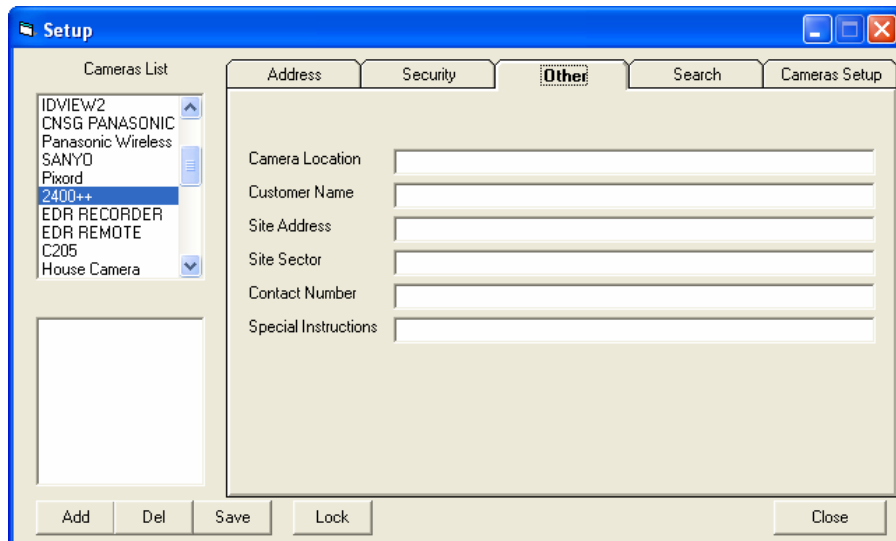 Setup
Cameras List
Address Security Other Search Cameras Setup
IDVIEW2
CNSG PANASONIC
Panasonic Wireless
SANYO
Pixord
2400++
EDR RECORDER
EDR REMOTE
C205
House Camera
Camera Location
Customer Name
Site Address
Site Sector
Contact Number
Special Instructions
Add Del Save Lock Close